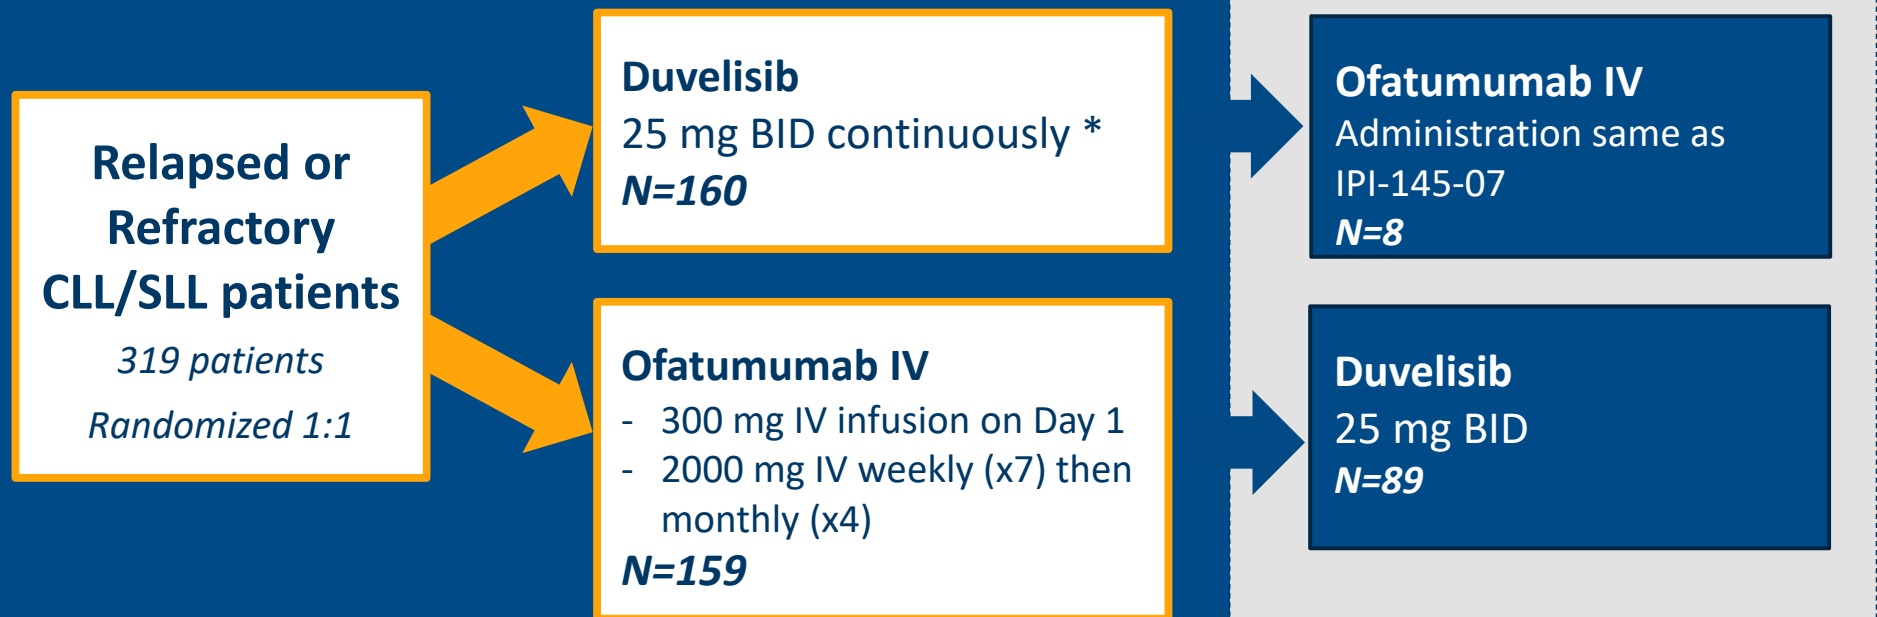 Relapsed or
Refractory
CLL/SLL patients
319 patients
Randomized 1:1
Duvelisib
25 mg BID continuously *
N=160
Ofatumumab IV
- 300 mg IV infusion on Day 1
- 2000 mg IV weekly (x7) then
monthly (x4)
N=159
Ofatumumab IV
Administration same as
IPI-145-07
N=8
Duvelisib
25 mg BID
N=89